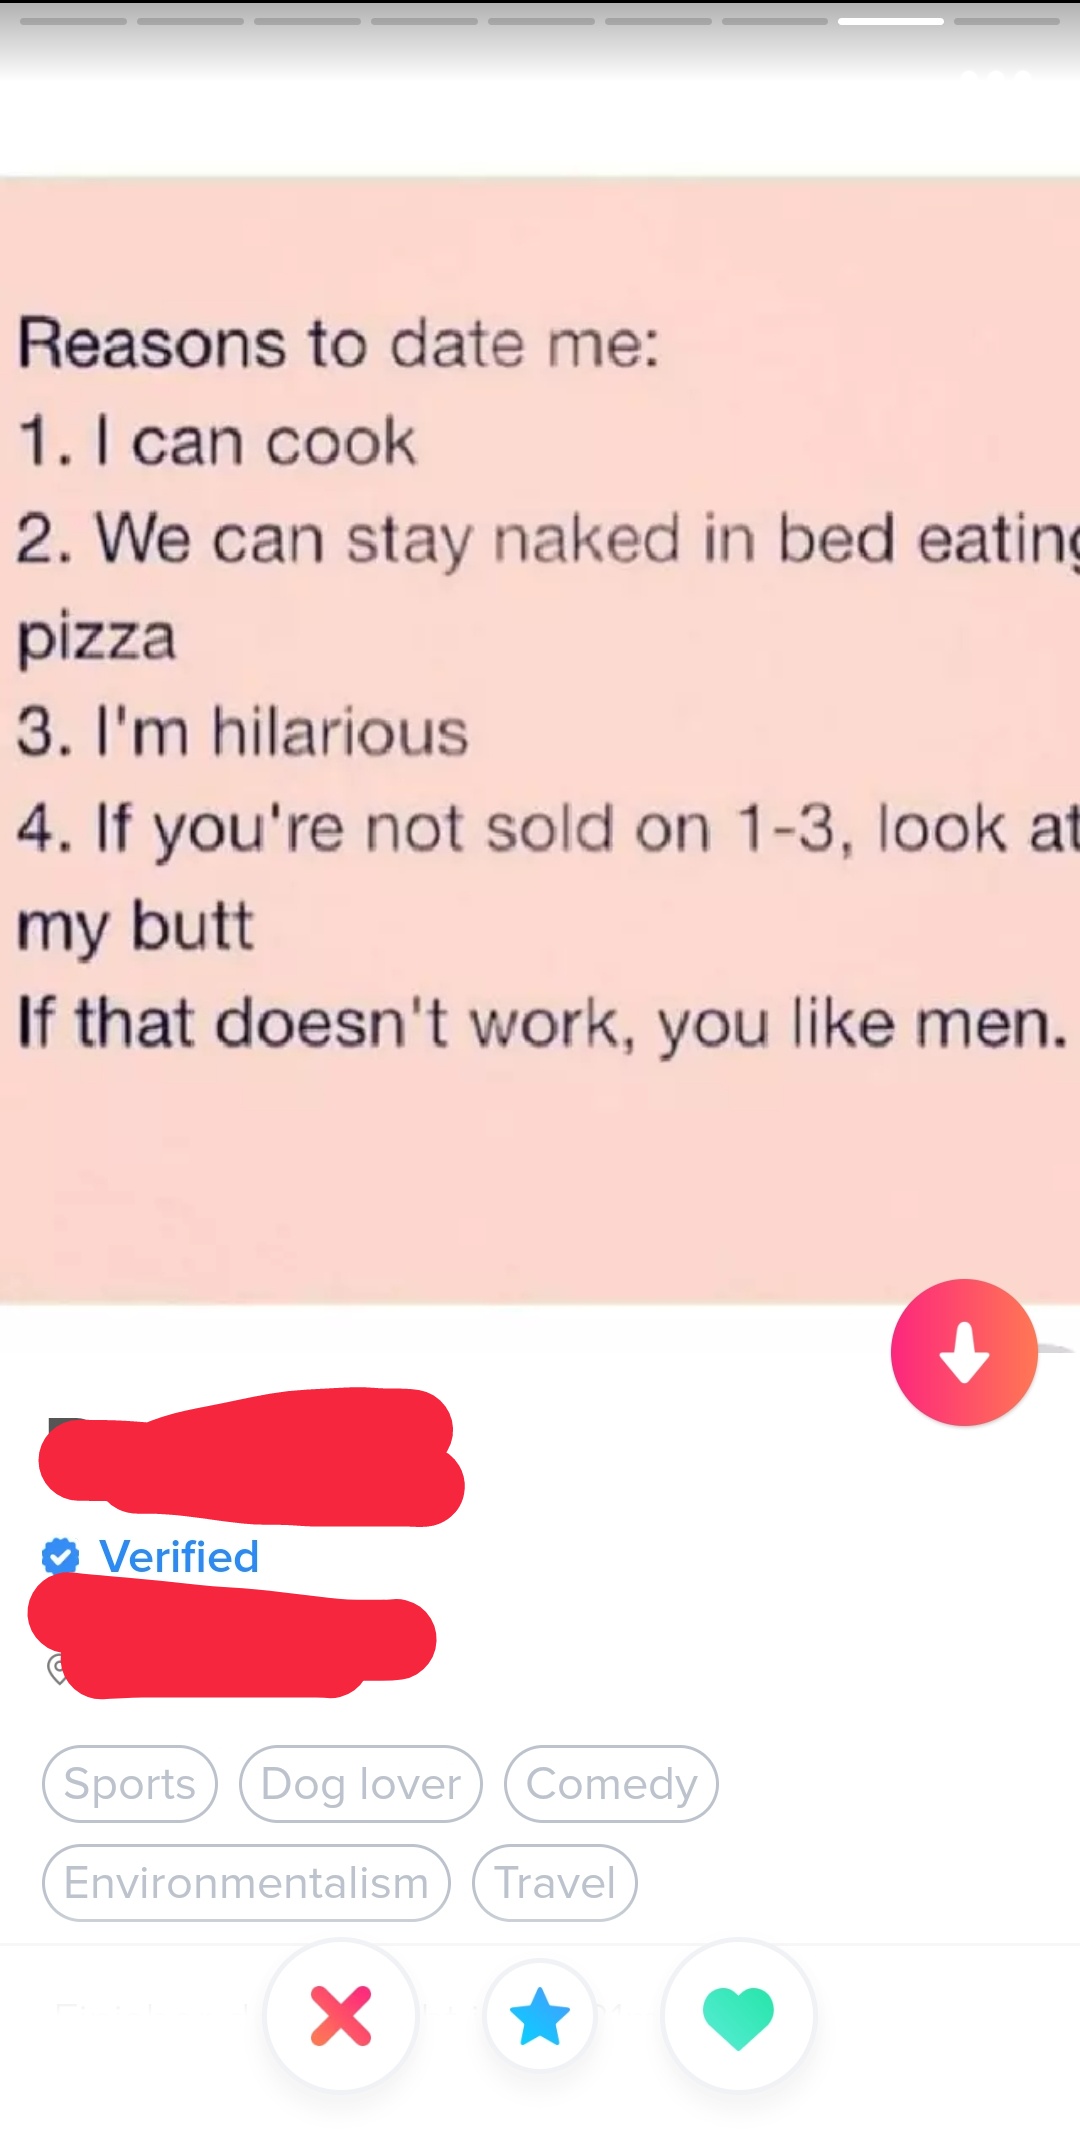 Reasons to date me:
1. I can cook
2. We can stay naked in bed eating
pizza
3. I'm hilarious
4. If you're not sold on 1-3, look at
my butt
If that doesn't work, you like men.
Verified
Sports
Dog lover
Comedy
Environmentalism
Travel